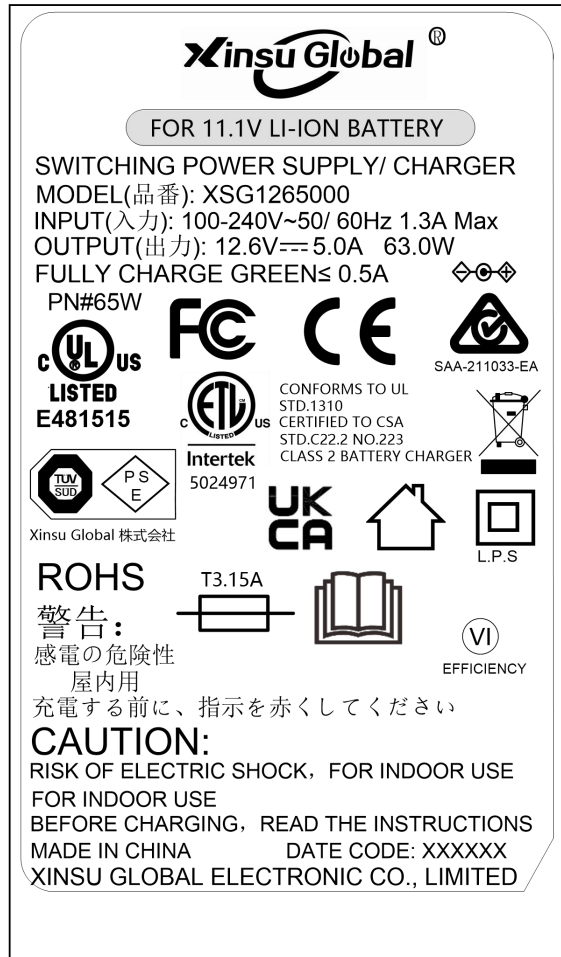 Xinsu Global ®
FOR 11.1V LI-ION BATTERY
SWITCHING POWER SUPPLY/ CHARGER
MODEL(品番): XSG1265000
INPUT(入力): 100-240V~50/ 60Hz 1.3A Max
OUTPUT(出力): 12.6V⎓5.0A 63.0W
FULLY CHARGE GREEN≤ 0.5A
PN#65W
FC
CE
C UL US
LISTED
E481515
SAA-211033-EA
C ETL US
LISTED
Intertek
5024971
CONFORMS TO UL
STD.1310
CERTIFIED TO CSA
STD.C22.2 NO.223
CLASS 2 BATTERY CHARGER
TUV
SUD
PS
E
Xinsu Global 株式会社
UK
CA
L.P.S
ROHS
T3.15A
警告:
感電の危険性
屋内用
充電する前に、指示を赤くしてください
VI
EFFICIENCY
CAUTION:
RISK OF ELECTRIC SHOCK, FOR INDOOR USE
FOR INDOOR USE
BEFORE CHARGING, READ THE INSTRUCTIONS
MADE IN CHINA DATE CODE: XXXXXX
XINSU GLOBAL ELECTRONIC CO., LIMITED